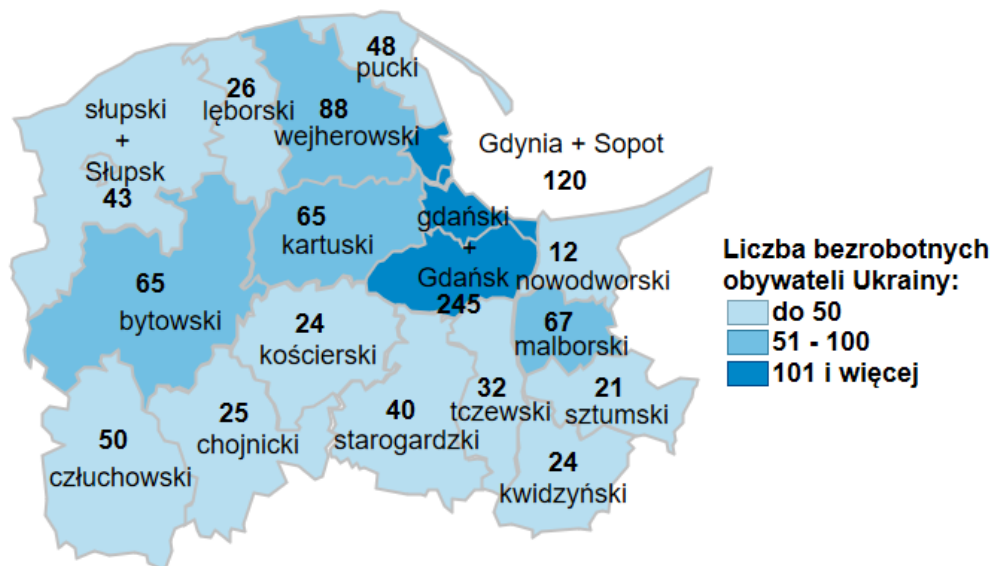 48
pucki
26
lęborski
88
wejherowski
słupski
+
Słupsk
43
Gdynia + Sopot
120
65
kartuski
gdański
+
Gdańsk
245
12
nowodworski
65
bytowski
24
kościerski
67
malborski
Liczba bezrobotnych
obywateli Ukrainy:
do 50
51 - 100
101 i więcej
50
człuchowski
25
chojnicki
40
starogardzki
32
tczewski
21
sztumski
24
kwidzyński